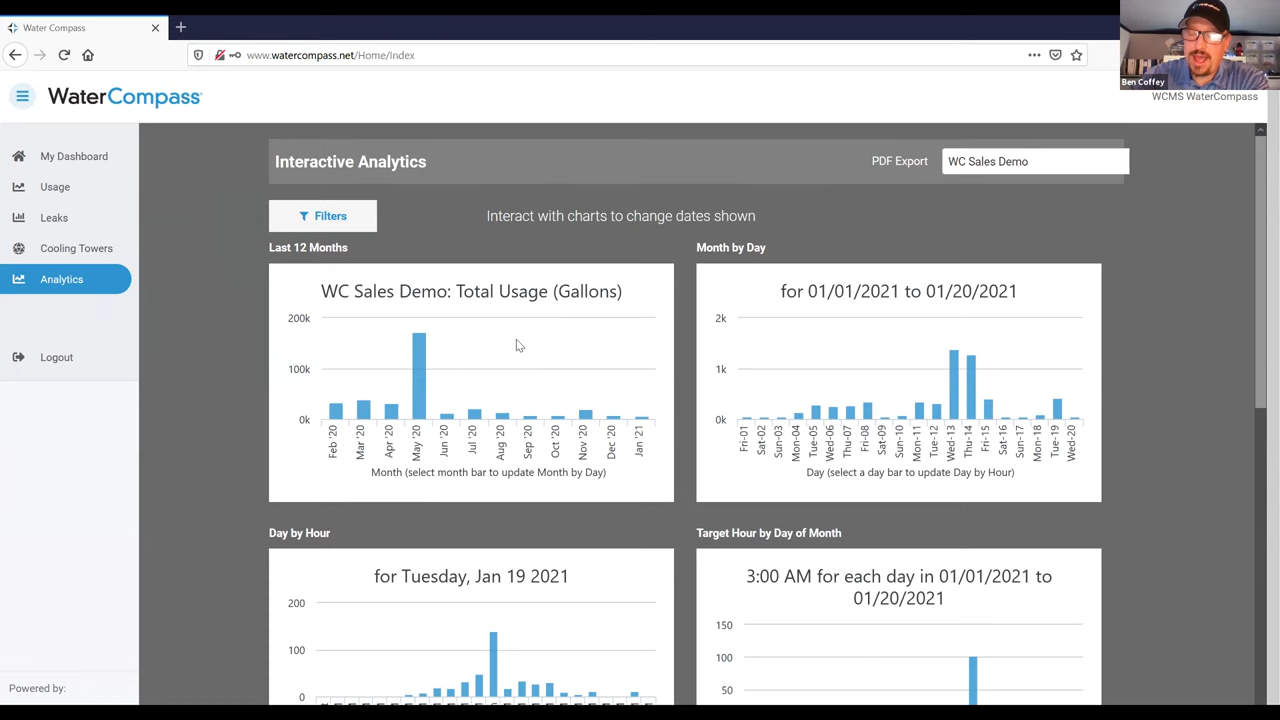 Water Compass
www.watercompass.net/Home/Index
Ben Coffey
WaterCompass
WCMS WaterCompass
My Dashboard
Usage
Leaks
Cooling Towers
Analytics
Logout
Powered by:
Interactive Analytics
PDF Export
WC Sales Demo
Filters
Interact with charts to change dates shown
Last 12 Months
WC Sales Demo: Total Usage (Gallons)
200k
100k
0k
Feb '20 Mar '20 Apr '20 May '20 Jun '20 Jul '20 Aug '20 Sep '20 Oct '20 Nov '20 Dec '20 Jan '21
Month (select month bar to update Month by Day)
Month by Day
for 01/01/2021 to 01/20/2021
2k
1k
0k
Fri-01 Sat-02 Sun-03 Mon-04 Tue-05 Wed-06 Thu-07 Fri-08 Sat-09 Sun-10 Mon-11 Tue-12 Wed-13 Thu-14 Fri-15 Sat-16 Sun-17 Mon-18 Tue-19 Wed-20
Day (select a day bar to update Day by Hour)
Day by Hour
for Tuesday, Jan 19 2021
200
100
0
Target Hour by Day of Month
3:00 AM for each day in 01/01/2021 to
01/20/2021
150
100
50